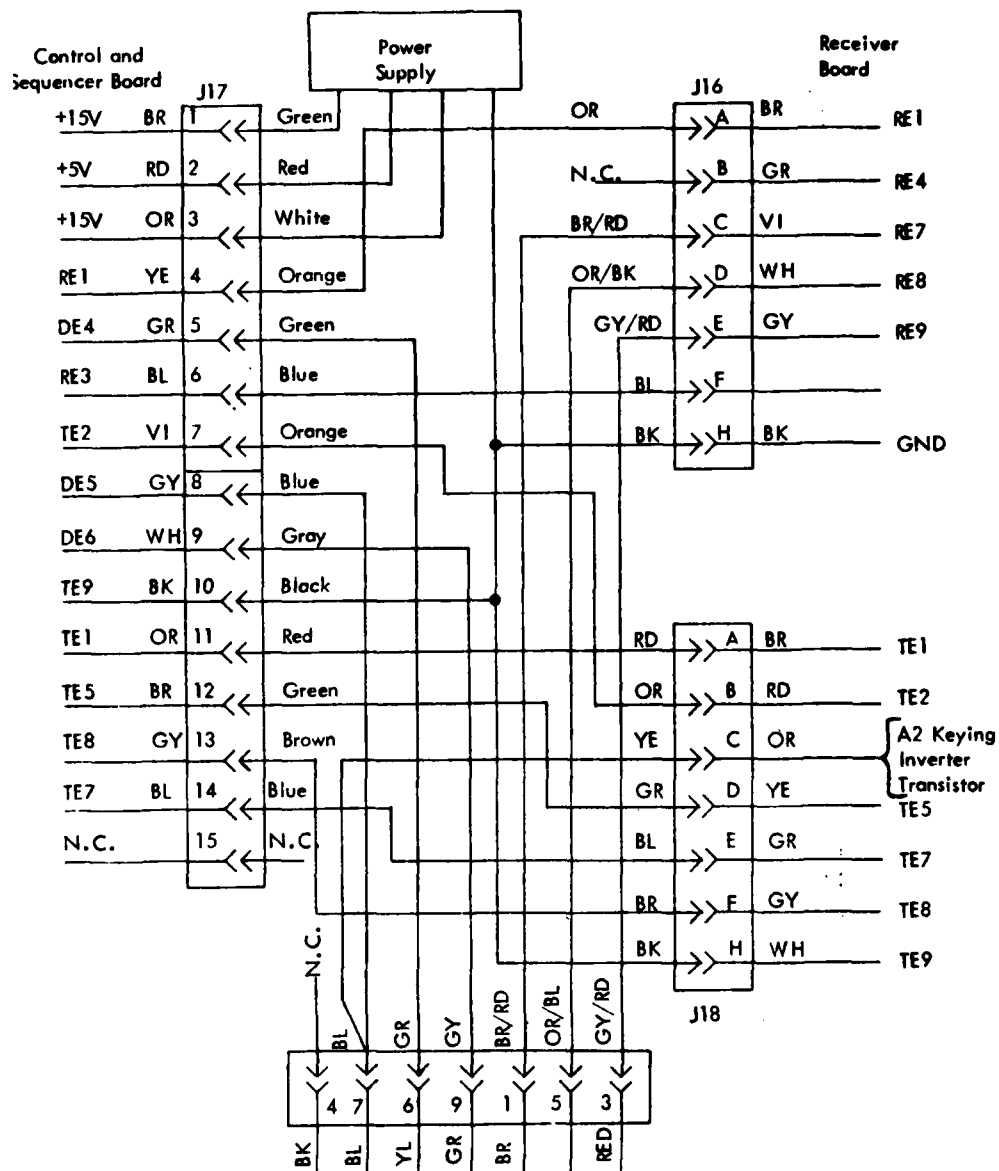 Control and
Sequencer Board
Power
Supply
Receiver
Board
J17
J16
+15V BR 1 Green
OR A BR RE1
+5V RD 2 Red
N.C. B GR RE4
+15V OR 3 White
BR/RD C VI RE7
RE1 YE 4 Orange
OR/BK D WH RE8
DE4 GR 5 Green
GY/RD E GY RE9
RE3 BL 6 Blue
BL F
TE2 VI 7 Orange
BK H BK GND
DE5 GY 8 Blue
DE6 WH 9 Gray
TE9 BK 10 Black
TE1 OR 11 Red
RD A BR TE1
TE5 BR 12 Green
OR B RD TE2
TE8 GY 13 Brown
YE C OR A2 Keying
Inverter
Transistor
TE7 BL 14 Blue
GR D YE TE5
N.C. 15 N.C.
BL E GR TE7
BR F GY TE8
BK H WH TE9
J18
N.C. BL GR GY BR/RD OR/BL GY/RD
4 7 6 9 1 5 3
BK BL YL GR BR RED